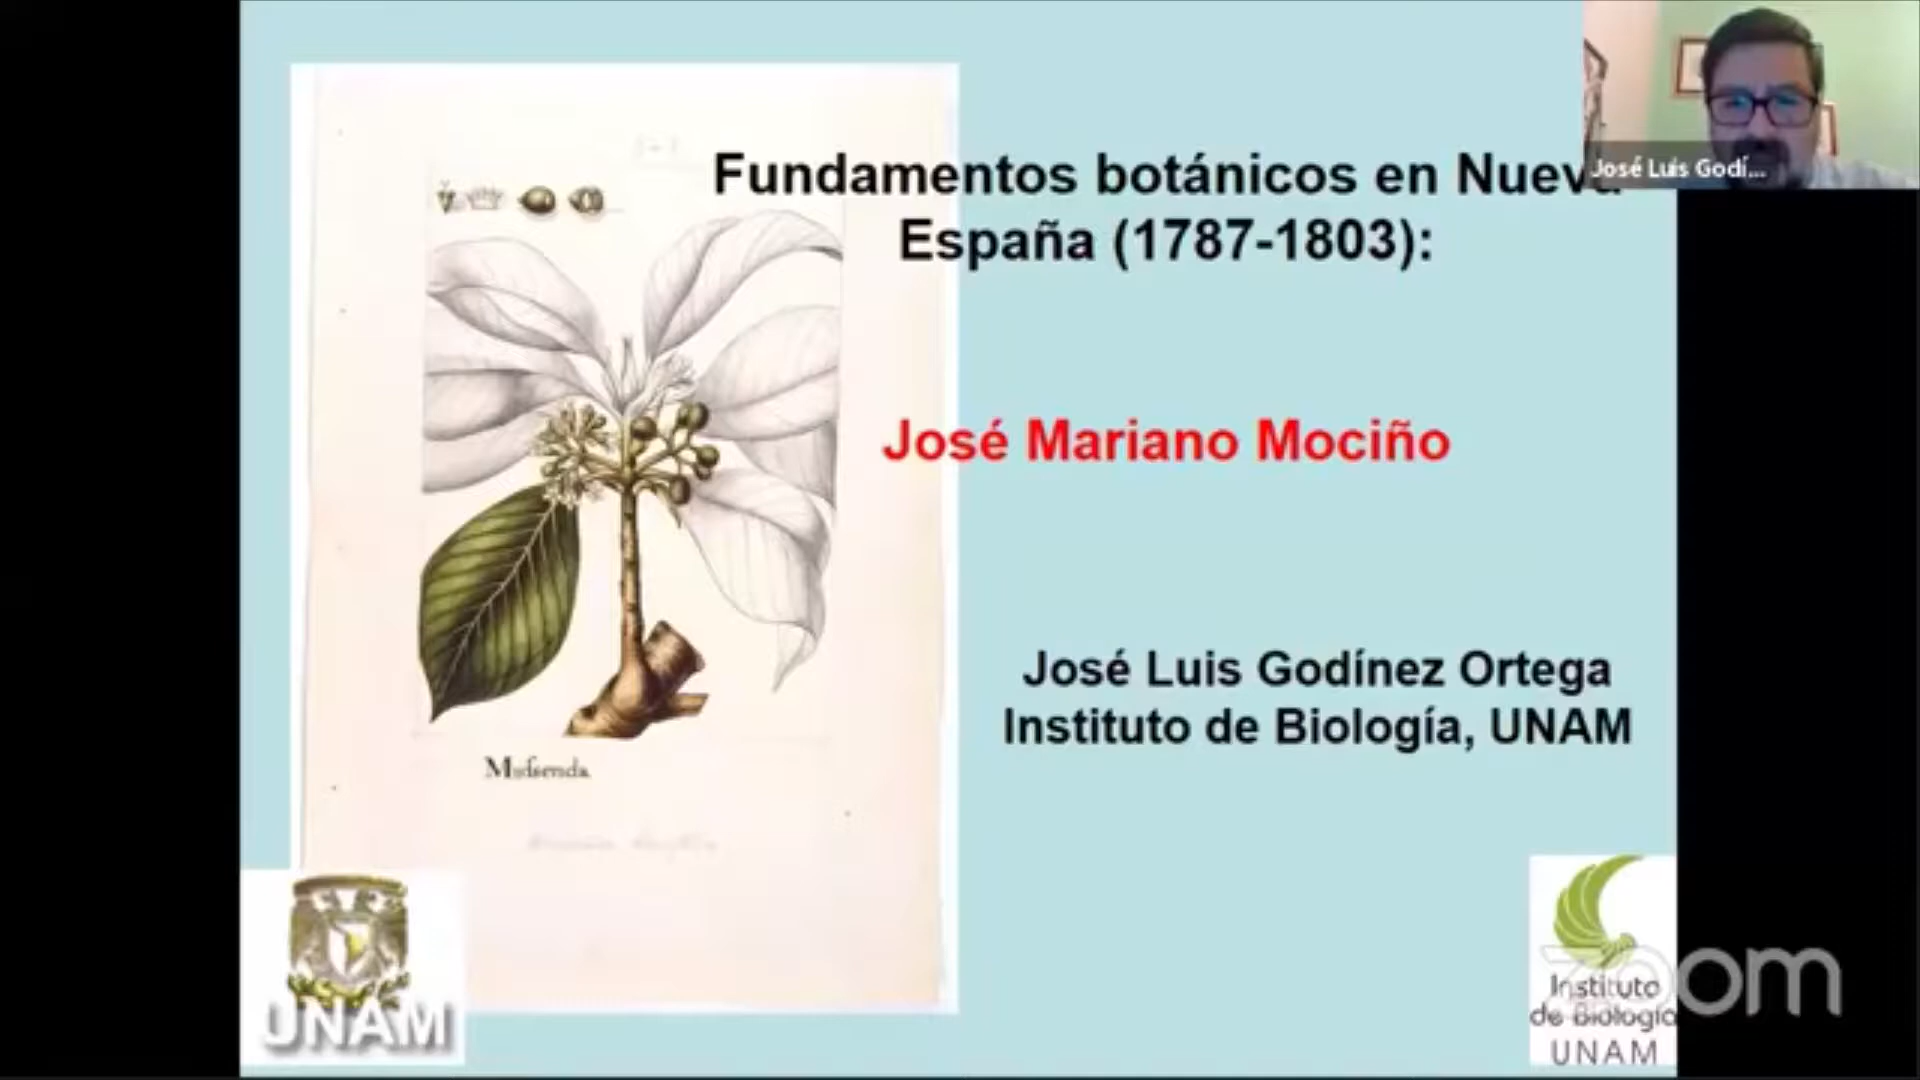 Fundamentos botánicos en Nueva
España (1787-1803):
José Luis Godí...
José Mariano Mociño
José Luis Godínez Ortega
Instituto de Biología, UNAM
Mussenda
UNAM
Instituto
de Biología
UNAM
zoom